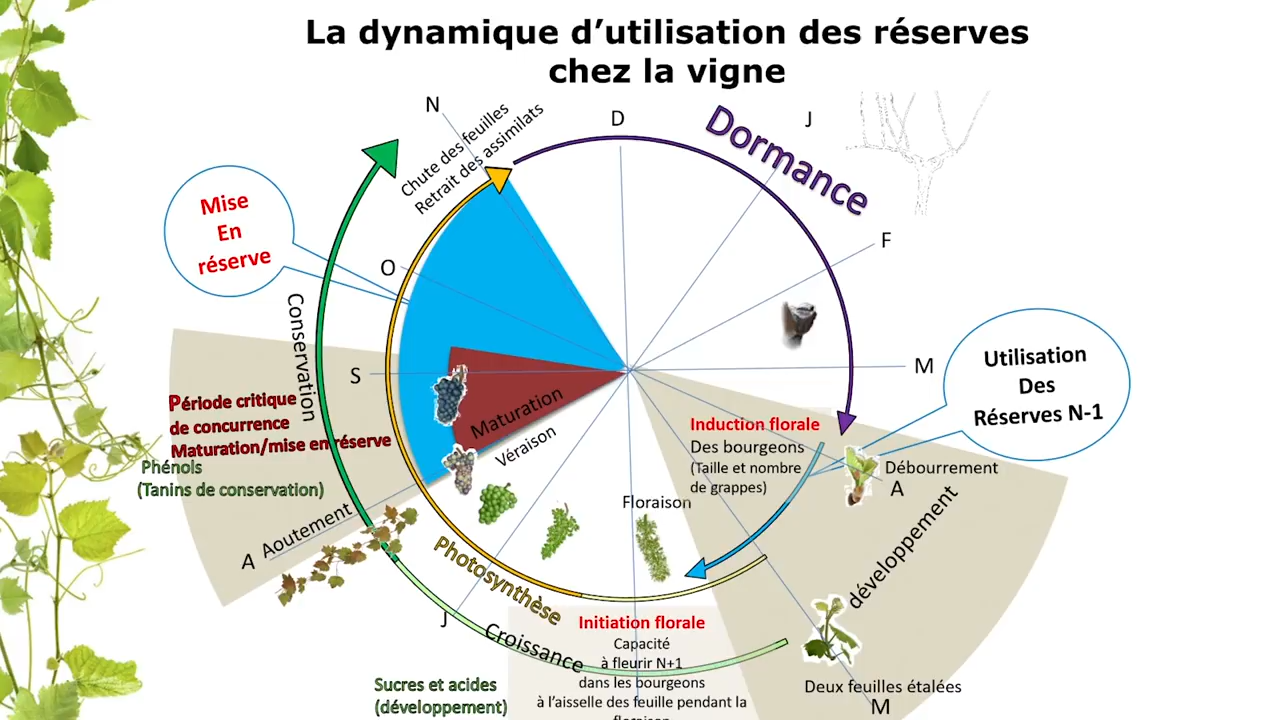 La dynamique d’utilisation des réserves
chez la vigne
N
D
J
Chute des feuilles
Retrait des assimilats
Dormance
Mise
En
réserve
O
F
Conservation
S
M
Utilisation
Des
Réserves N-1
Période critique
de concurrence
Maturation/mise en réserve
Maturation
Véraison
Induction florale
Des bourgeons
(Taille et nombre
de grappes)
Phénols
(Tanins de conservation)
Débourrement
A
Floraison
développement
A
Aoutement
Photosynthèse
J
Croissance
Initiation florale
Capacité
à fleurir N+1
dans les bourgeons
à l’aisselle des feuille pendant la
floraison
Sucres et acides
(développement)
Deux feuilles étalées
M